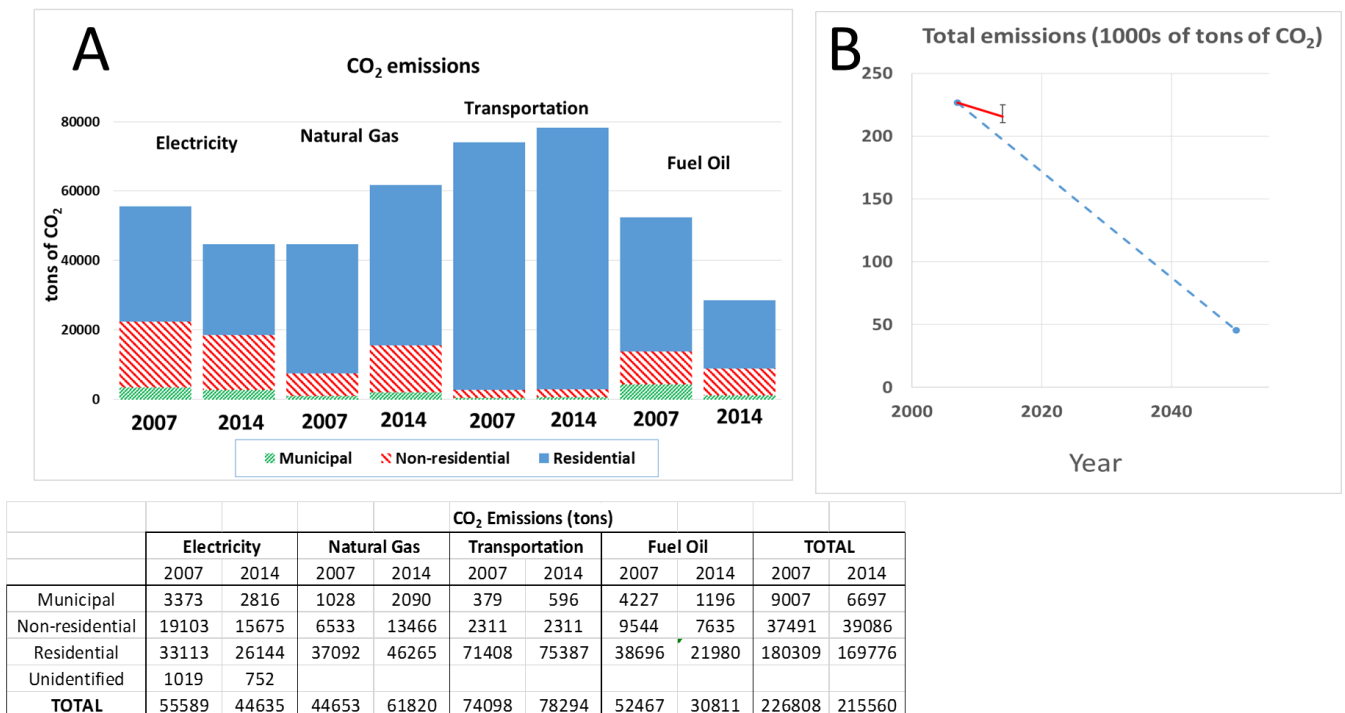 A
CO₂ emissions
Transportation
Electricity
Natural Gas
Fuel Oil
tons of CO₂
80000
60000
40000
20000
0
2007 2014 2007 2014 2007 2014 2007 2014
Municipal Non-residential Residential
B
Total emissions (1000s of tons of CO₂)
250
200
150
100
50
0
2000 2020 2040
Year
CO₂ Emissions (tons)
Electricity Natural Gas Transportation Fuel Oil TOTAL
2007 2014 2007 2014 2007 2014 2007 2014 2007 2014
Municipal 3373 2816 1028 2090 379 596 4227 1196 9007 6697
Non-residential 19103 15675 6533 13466 2311 2311 9544 7635 37491 39086
Residential 33113 26144 37092 46265 71408 75387 38696 21980 180309 169776
Unidentified 1019 752
TOTAL 55589 44635 44653 61820 74098 78294 52467 30811 226808 215560